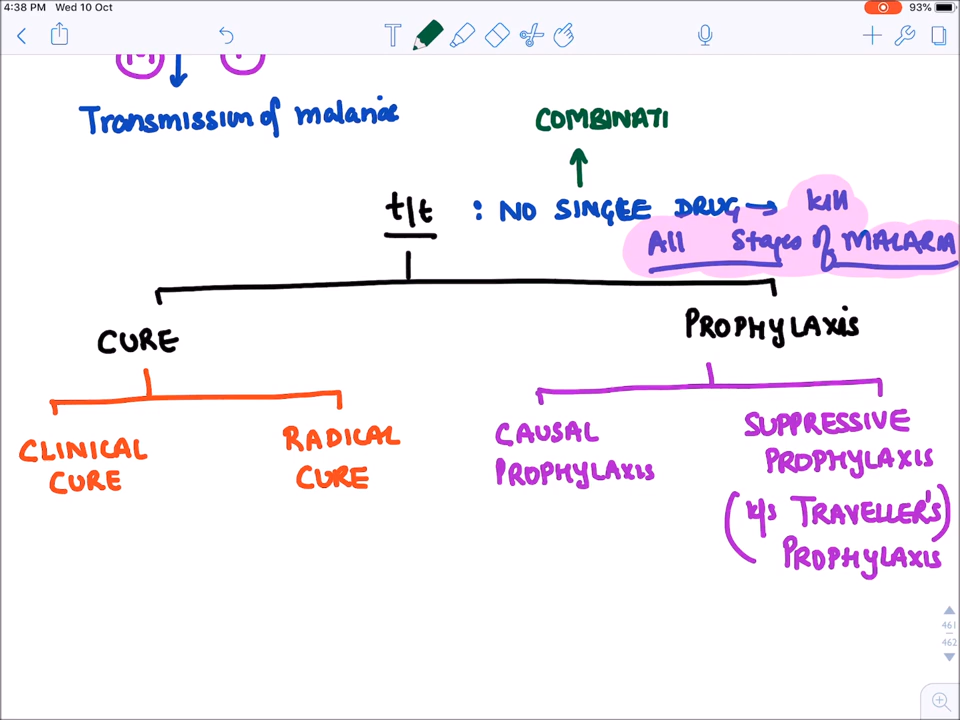 4:38 PM Wed 10 Oct
93%
T
M
Transmission of malaria
COMBINATI
t/t : NO SINGLE DRUG → kill
All Stages of MALARIA
CURE
PROPHYLAXIS
CLINICAL
CURE
RADICAL
CURE
CAUSAL
PROPHYLAXIS
SUPPRESSIVE
PROPHYLAXIS
(k/s TRAVELLER'S
PROPHYLAXIS)
461
462